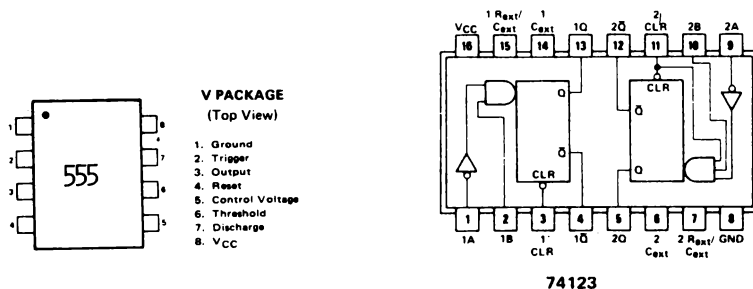 1
2
3
4
555
8
7
6
5
V PACKAGE
(Top View)
1. Ground
2. Trigger
3. Output
4. Reset
5. Control Voltage
6. Threshold
7. Discharge
8. VCC
VCC 1 Rext/ Cext 1 Cext 1Q 2Q̅ 2 CLR 2B 2A
16 15 14 13 12 11 10 9
CLR
Q Q̅
Q̅ Q
CLR
1 2 3 4 5 6 7 8
1A 1B 1 CLR 1Q̅ 2Q 2 Cext 2 Rext/ Cext GND
74123